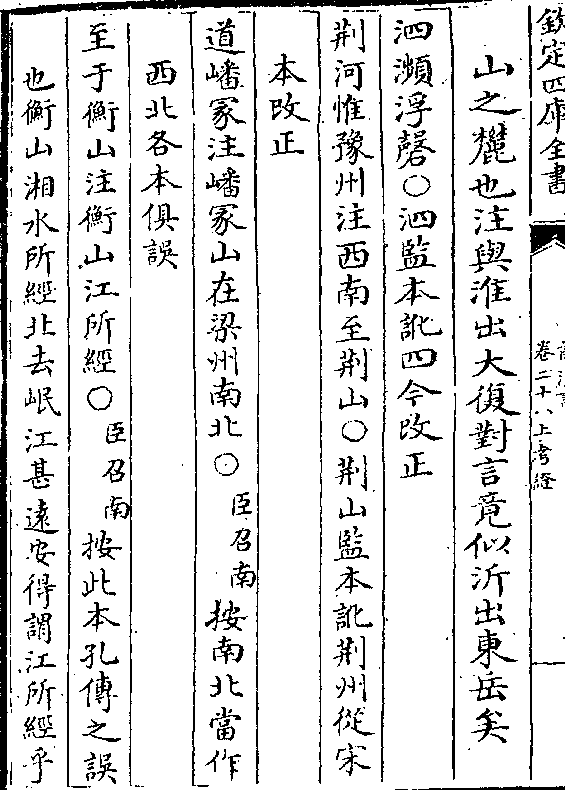 欽定四庫全書
卷二十八上考證
山之麓也注與淮出大復對言竟似沂出東岳矣
泗瀕浮磬○泗監本訛四今改正
荆河惟豫州注西南至荆山○荆山監本訛荆州從宋
本改正
道嶓冢注嶓冢山在梁州南北○臣召南按南北當作
西北各本俱誤
至于衡山注衡山江所經○臣召南按此本孔傳之誤
也衡山湘水所經北去岷江甚遠安得謂江所經乎